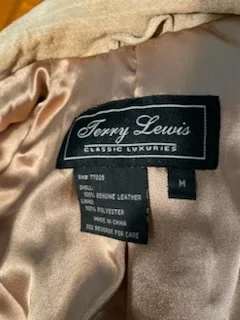 Terry Lewis
CLASSIC LUXURIES
M
RN# 77005
SHELL:
100% GENUINE LEATHER
LINING:
100% POLYESTER
MADE IN CHINA
SEE REVERSE FOR CARE